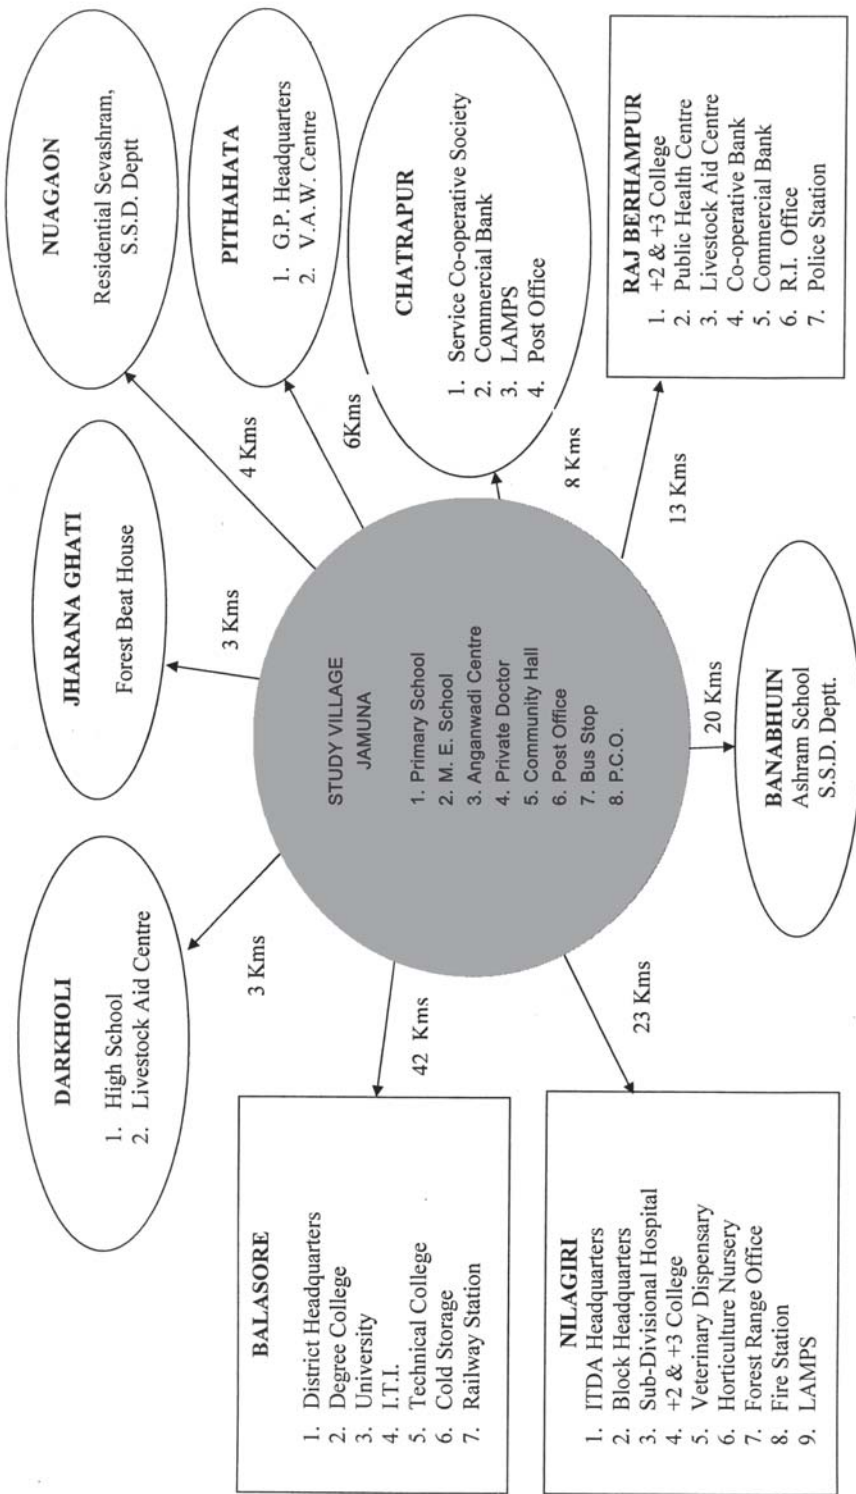 DARKHOLI
1. High School
2. Livestock Aid Centre
JHARANA GHATI
Forest Beat House
NUAGAON
Residential Sevashram,
S.S.D. Deptt
PITHAHATA
1. G.P. Headquarters
2. V.A.W. Centre
CHATRAPUR
1. Service Co-operative Society
2. Commercial Bank
3. LAMPS
4. Post Office
RAJ BERHAMPUR
1. +2 & +3 College
2. Public Health Centre
3. Livestock Aid Centre
4. Co-operative Bank
5. Commercial Bank
6. R.I. Office
7. Police Station
3 Kms
3 Kms
4 Kms
6Kms
8 Kms
13 Kms
42 Kms
23 Kms
20 Kms
STUDY VILLAGE
JAMUNA
1. Primary School
2. M. E. School
3. Anganwadi Centre
4. Private Doctor
5. Community Hall
6. Post Office
7. Bus Stop
8. P.C.O.
BALASORE
1. District Headquarters
2. Degree College
3. University
4. I.T.I.
5. Technical College
6. Cold Storage
7. Railway Station
NILAGIRI
1. ITDA Headquarters
2. Block Headquarters
3. Sub-Divisional Hospital
4. +2 & +3 College
5. Veterinary Dispensary
6. Horticulture Nursery
7. Forest Range Office
8. Fire Station
9. LAMPS
BANABHUIN
Ashram School
S.S.D. Deptt.